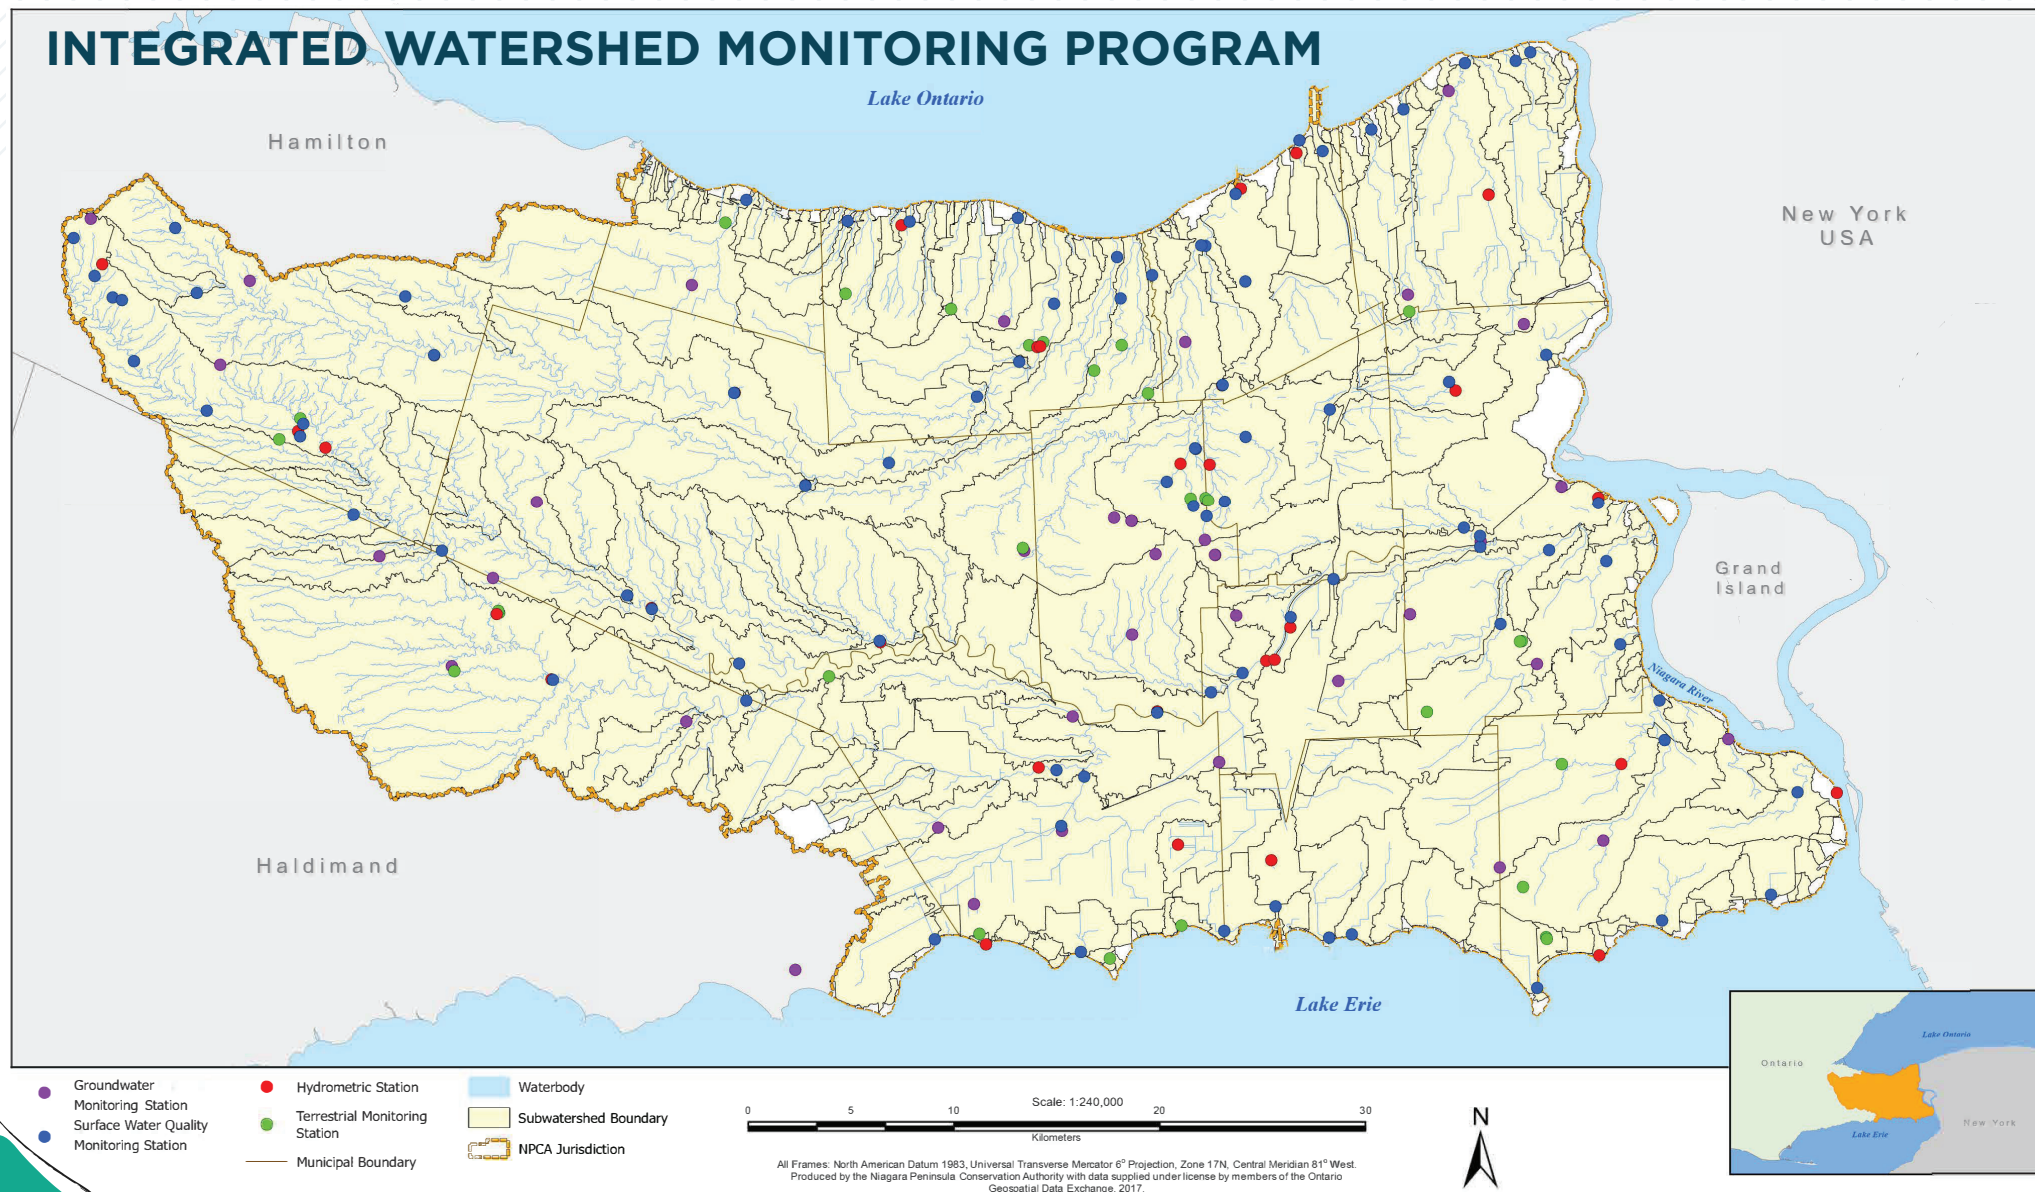 INTEGRATED WATERSHED MONITORING PROGRAM
Lake Ontario
Hamilton
New York
USA
Grand
Island
Niagara River
Haldimand
Lake Erie
Groundwater
Monitoring Station
Surface Water Quality
Monitoring Station
Hydrometric Station
Terrestrial Monitoring
Station
Municipal Boundary
Waterbody
Subwatershed Boundary
NPCA Jurisdiction
Scale: 1:240,000
0 5 10 20 30
Kilometers
All Frames: North American Datum 1983, Universal Transverse Mercator 6° Projection, Zone 17N, Central Meridian 81° West.
Produced by the Niagara Peninsula Conservation Authority with data supplied under license by members of the Ontario
Geospatial Data Exchange, 2017.
N
Lake Ontario
Ontario
New York
Lake Erie